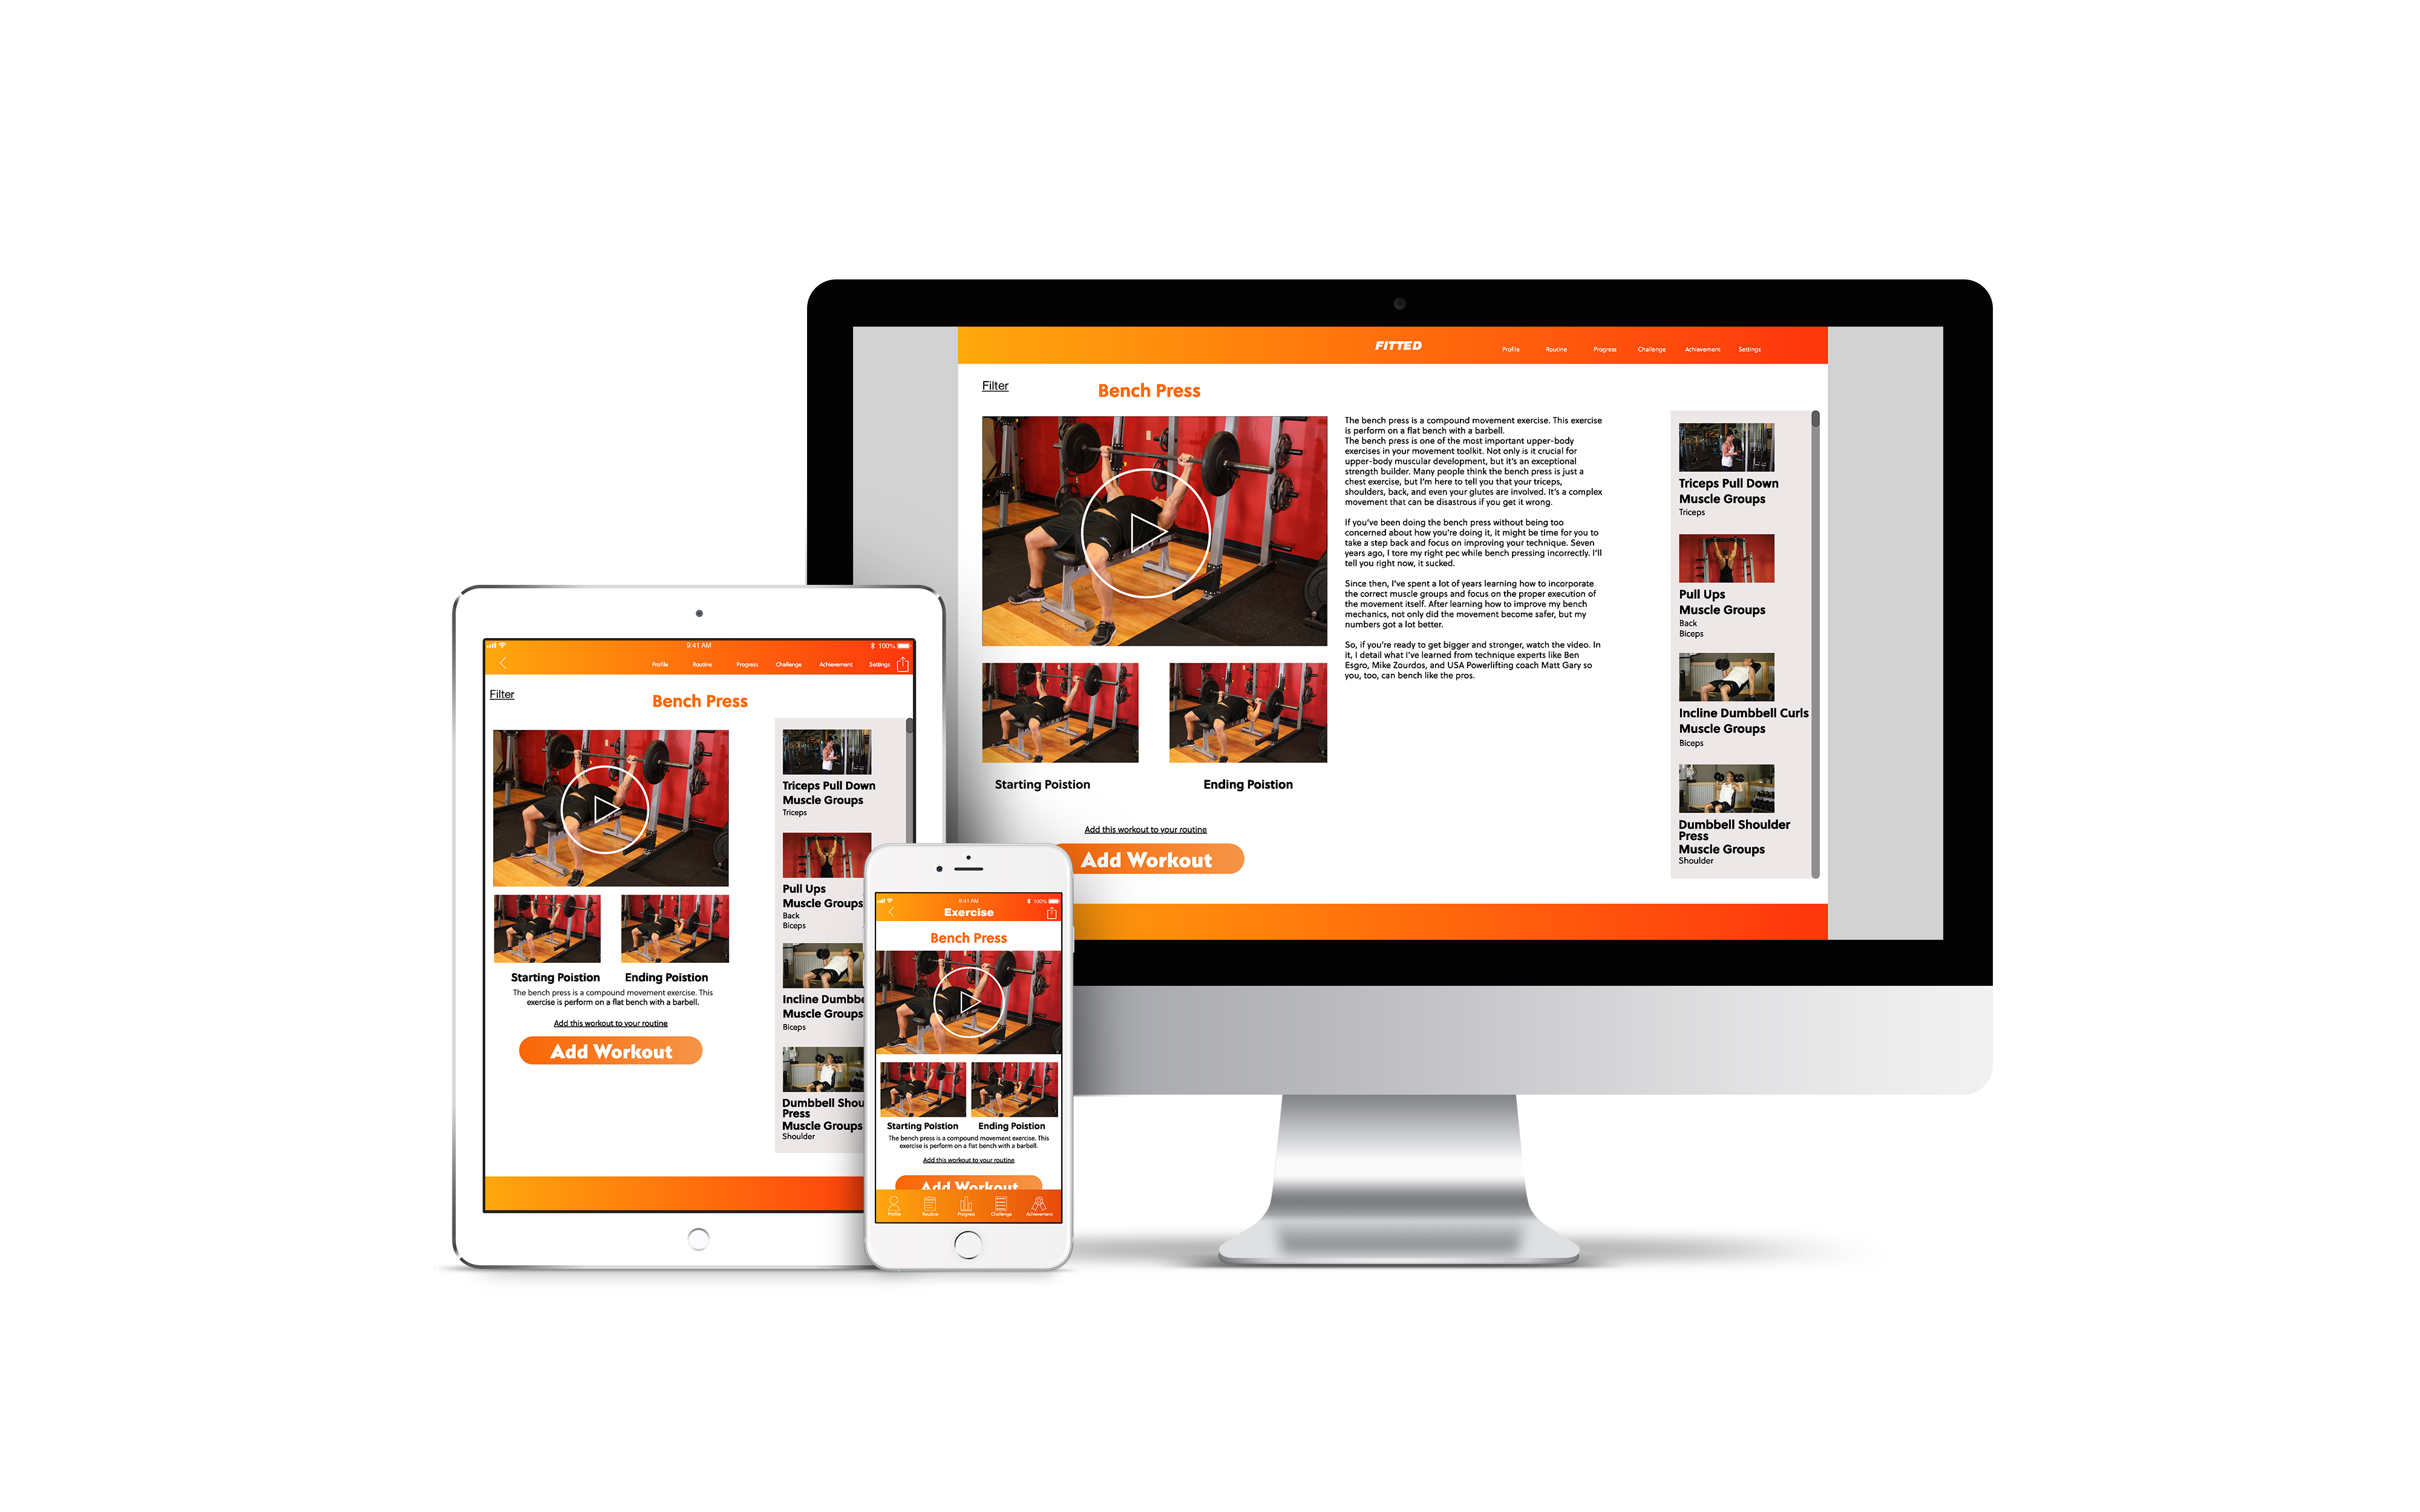 FITTED
Profile Routine Progress Challenge Achievement Settings
Filter
Bench Press
The bench press is a compound movement exercise. This exercise
is perform on a flat bench with a barbell.
The bench press is one of the most important upper-body
exercises in your movement toolkit. Not only is it crucial for
upper-body muscular development, but it's an exceptional
strength builder. Many people think the bench press is just a
chest exercise, but I'm here to tell you that your triceps,
shoulders, back, and even your glutes are involved. It's a complex
movement that can be disastrous if you get it wrong.
If you've been doing the bench press without being too
concerned about how you're doing it, it might be time for you to
take a step back and focus on improving your technique. Seven
years ago, I tore my right pec while bench pressing incorrectly. I'll
tell you right now, it sucked.
Since then, I've spent a lot of years learning how to incorporate
the correct muscle groups and focus on the proper execution of
the movement itself. After learning how to improve my bench
mechanics, not only did the movement become safer, but my
numbers got a lot better.
So, if you're ready to get bigger and stronger, watch the video. In
it, I detail what I've learned from technique experts like Ben
Esgro, Mike Zourdos, and USA Powerlifting coach Matt Gary so
you, too, can bench like the pros.
Starting Poistion
Ending Poistion
Add this workout to your routine
Add Workout
Triceps Pull Down
Muscle Groups
Triceps
Pull Ups
Muscle Groups
Back
Biceps
Incline Dumbbell Curls
Muscle Groups
Biceps
Dumbbell Shoulder
Press
Muscle Groups
Shoulder
9:41 AM
100%
Profile Routine Progress Challenge Achievement Settings
Filter
Bench Press
Starting Poistion
Ending Poistion
The bench press is a compound movement exercise. This
exercise is perform on a flat bench with a barbell.
Add this workout to your routine
Add Workout
Triceps Pull Down
Muscle Groups
Triceps
Pull Ups
Muscle Groups
Back
Biceps
Incline Dumbbe
Muscle Groups
Biceps
Dumbbell Shou
Press
Muscle Groups
Shoulder
9:41 AM
100%
Exercise
Bench Press
Starting Poistion
Ending Poistion
The bench press is a compound movement exercise. This
exercise is perform on a flat bench with a barbell.
Add this workout to your routine
Add Workout
Profile Routine Progress Challenge Achievement